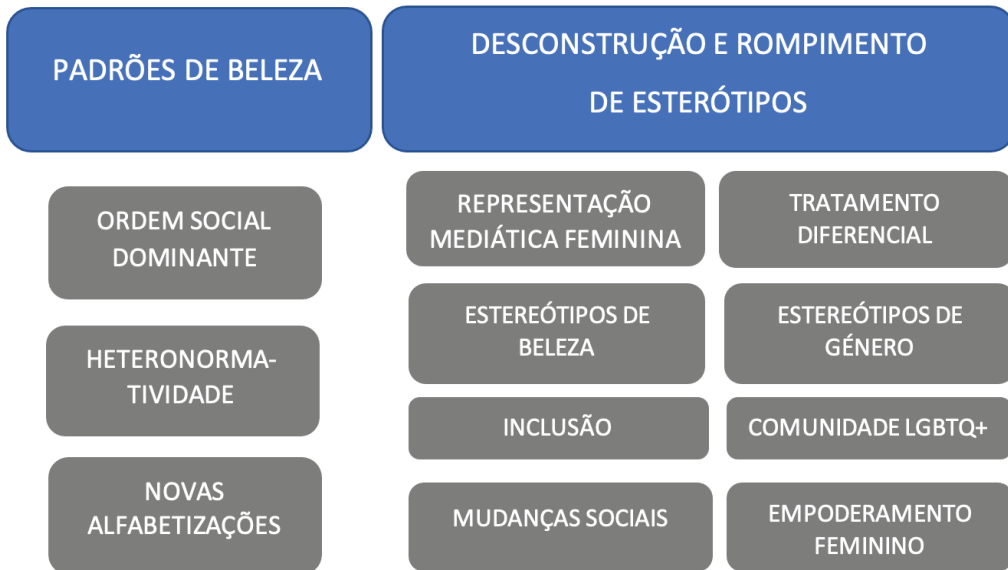 PADRÕES DE BELEZA
DESCONSTRUÇÃO E ROMPIMENTO
DE ESTERÓTIPOS
ORDEM SOCIAL
DOMINANTE
HETERONORMA-
TIVIDADE
NOVAS
ALFABETIZAÇÕES
REPRESENTAÇÃO
MEDIÁTICA FEMININA
TRATAMENTO
DIFERENCIAL
ESTEREÓTIPOS DE
BELEZA
ESTEREÓTIPOS DE
GÉNERO
INCLUSÃO
COMUNIDADE LGBTQ+
MUDANÇAS SOCIAIS
EMPODERAMENTO
FEMININO